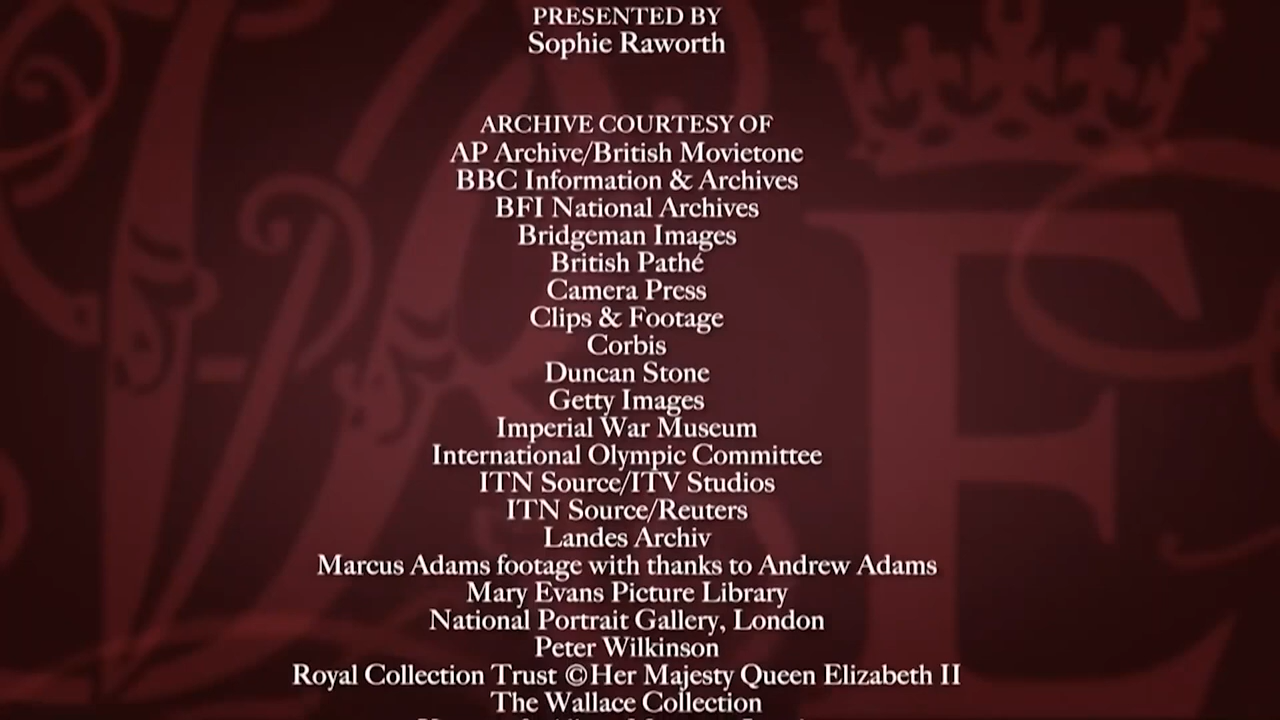 PRESENTED BY
Sophie Raworth
ARCHIVE COURTESY OF
AP Archive/British Movietone
BBC Information & Archives
BFI National Archives
Bridgeman Images
British Pathé
Camera Press
Clips & Footage
Corbis
Duncan Stone
Getty Images
Imperial War Museum
International Olympic Committee
ITN Source/ITV Studios
ITN Source/Reuters
Landes Archiv
Marcus Adams footage with thanks to Andrew Adams
Mary Evans Picture Library
National Portrait Gallery, London
Peter Wilkinson
Royal Collection Trust ©Her Majesty Queen Elizabeth II
The Wallace Collection